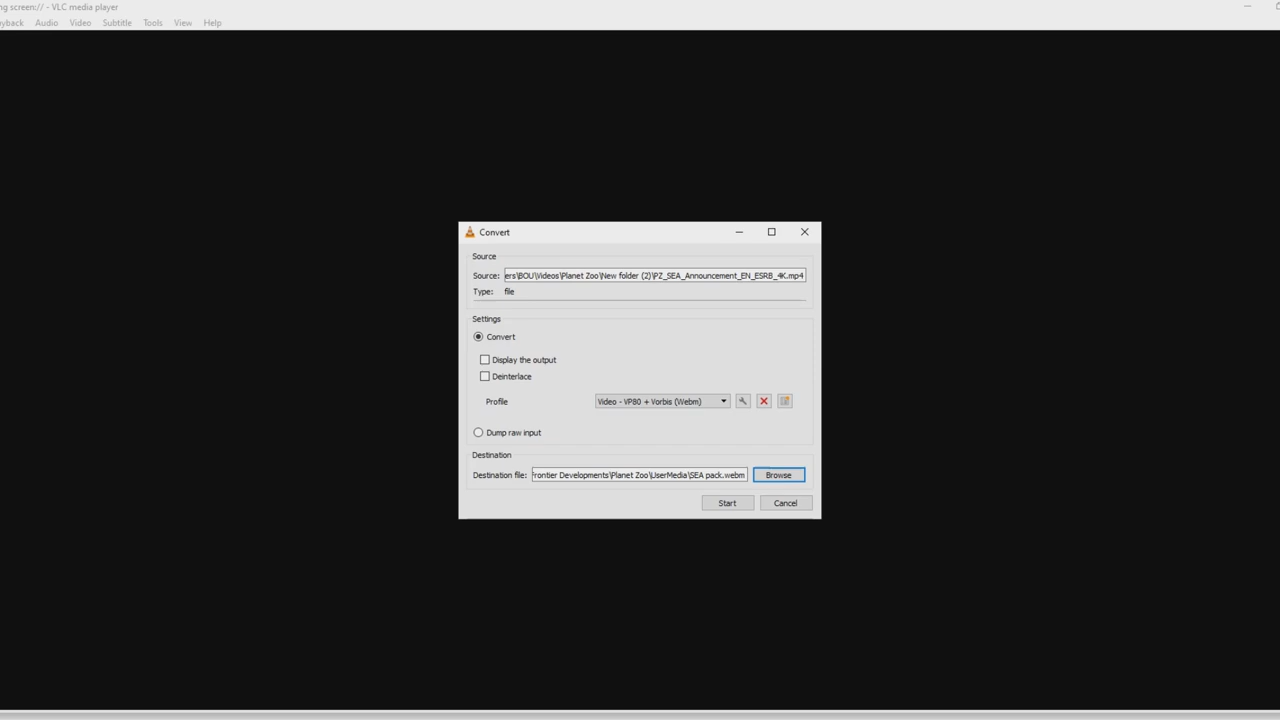 ng screen:// - VLC media player
yback Audio Video Subtitle Tools View Help
Convert
Source
Source: ers\BOU\Videos\Planet Zoo\New folder (2)\PZ_SEA_Announcement_EN_ESRB_4K.mp4
Type: file
Settings
Convert
Display the output
Deinterlace
Profile Video - VP80 + Vorbis (Webm)
Dump raw input
Destination
Destination file: Frontier Developments\Planet Zoo\UserMedia\SEA pack.webm Browse
Start Cancel